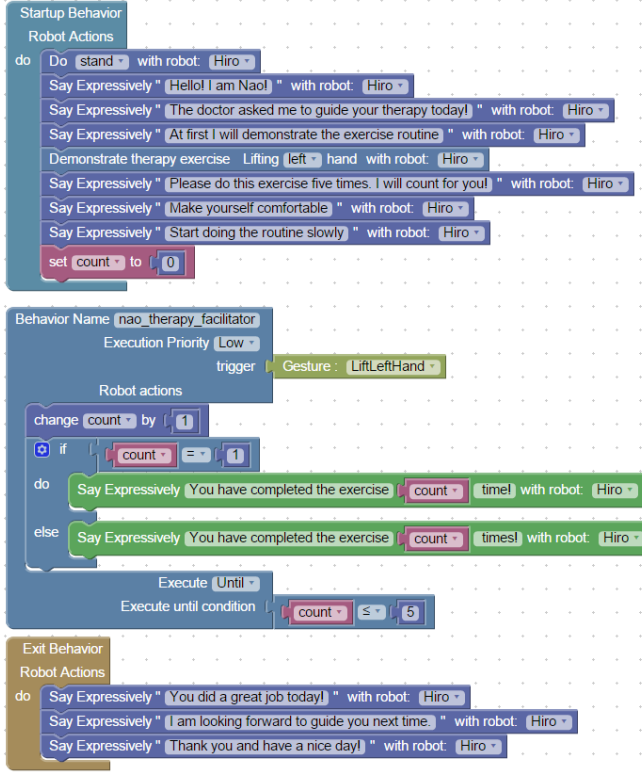 Startup Behavior
Robot Actions
do Do stand with robot: Hiro
Say Expressively " Hello! I am Nao! " with robot: Hiro
Say Expressively " The doctor asked me to guide your therapy today! " with robot: Hiro
Say Expressively " At first I will demonstrate the exercise routine " with robot: Hiro
Demonstrate therapy exercise Lifting left hand with robot: Hiro
Say Expressively " Please do this exercise five times. I will count for you! " with robot: Hiro
Say Expressively " Make yourself comfortable " with robot: Hiro
Say Expressively " Start doing the routine slowly " with robot: Hiro
set count to 0
Behavior Name nao_therapy_facilitator
Execution Priority Low
trigger Gesture : LiftLeftHand
Robot actions
change count by 1
if count = 1
do Say Expressively You have completed the exercise count time! with robot: Hiro
else Say Expressively You have completed the exercise count times! with robot: Hiro
Execute Until
Execute until condition count ≤ 5
Exit Behavior
Robot Actions
do Say Expressively " You did a great job today! " with robot: Hiro
Say Expressively " I am looking forward to guide you next time. " with robot: Hiro
Say Expressively " Thank you and have a nice day! " with robot: Hiro